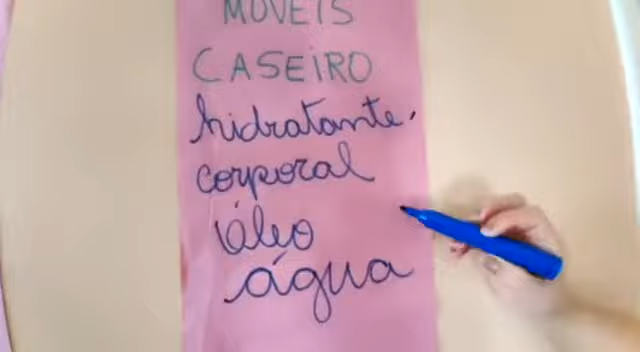 MOVEIS
CASEIRO
hidratante,
corporal
óleo
água